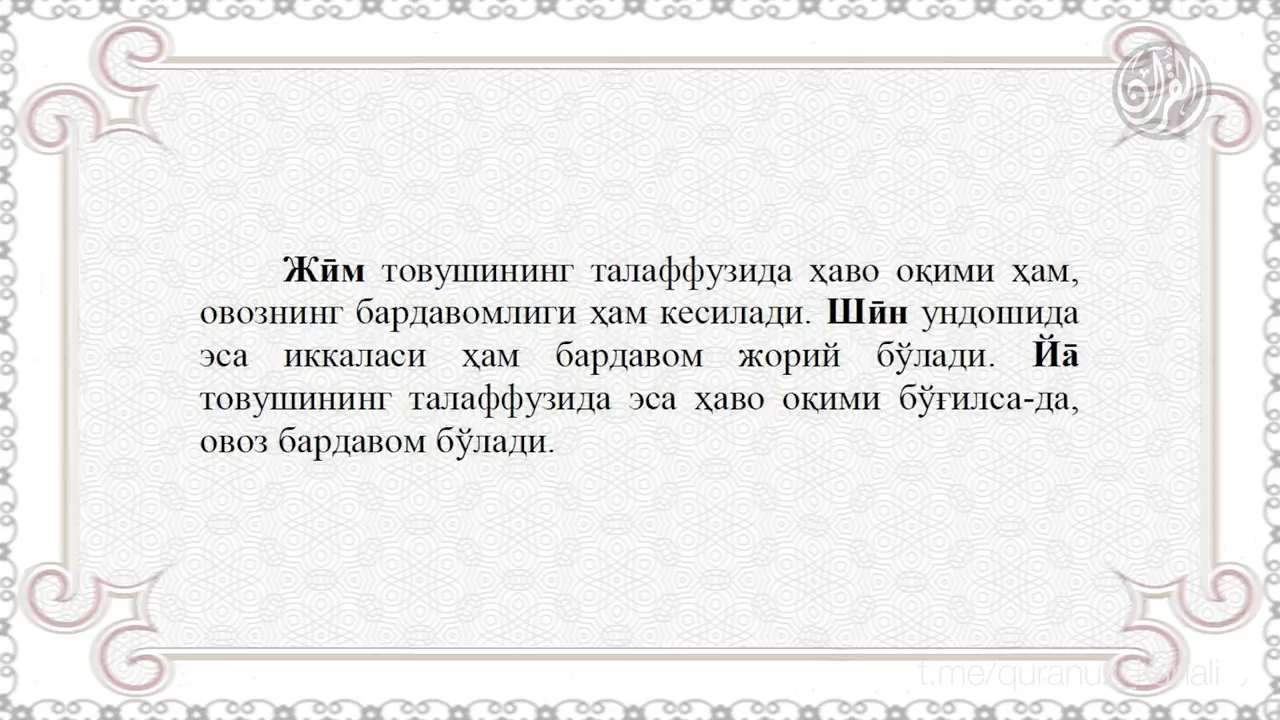 القرآن
Жӣм товушининг талаффузида ҳаво оқими ҳам,
овознинг бардавомлиги ҳам кесилади. Шӣн ундошида
эса иккаласи ҳам бардавом жорий бўлади. Йā
товушининг талаффузида эса ҳаво оқими бўғилса-да,
овоз бардавом бўлади.